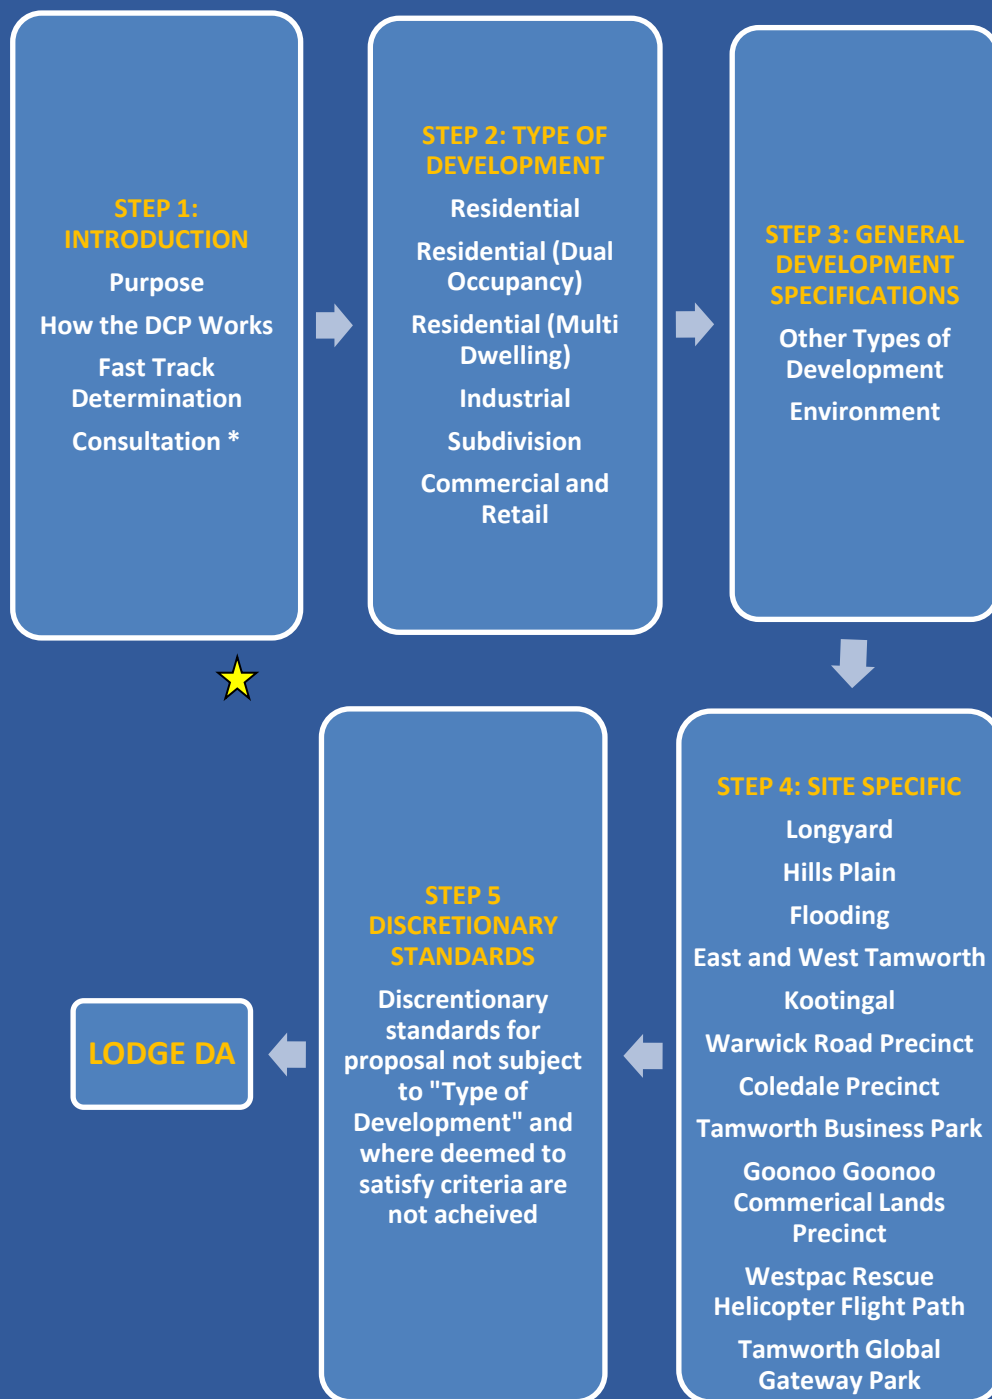 STEP 1:
INTRODUCTION
Purpose
How the DCP Works
Fast Track
Determination
Consultation *
STEP 2: TYPE OF
DEVELOPMENT
Residential
Residential (Dual
Occupancy)
Residential (Multi
Dwelling)
Industrial
Subdivision
Commercial and
Retail
STEP 3: GENERAL
DEVELOPMENT
SPECIFICATIONS
Other Types of
Development
Environment
STEP 4: SITE SPECIFIC
Longyard
Hills Plain
Flooding
East and West Tamworth
Kootingal
Warwick Road Precinct
Coledale Precinct
Tamworth Business Park
Goonoo Goonoo
Commerical Lands
Precinct
Westpac Rescue
Helicopter Flight Path
Tamworth Global
Gateway Park
STEP 5
DISCRETIONARY
STANDARDS
Discrentionary
standards for
proposal not subject
to "Type of
Development" and
where deemed to
satisfy criteria are
not acheived
LODGE DA